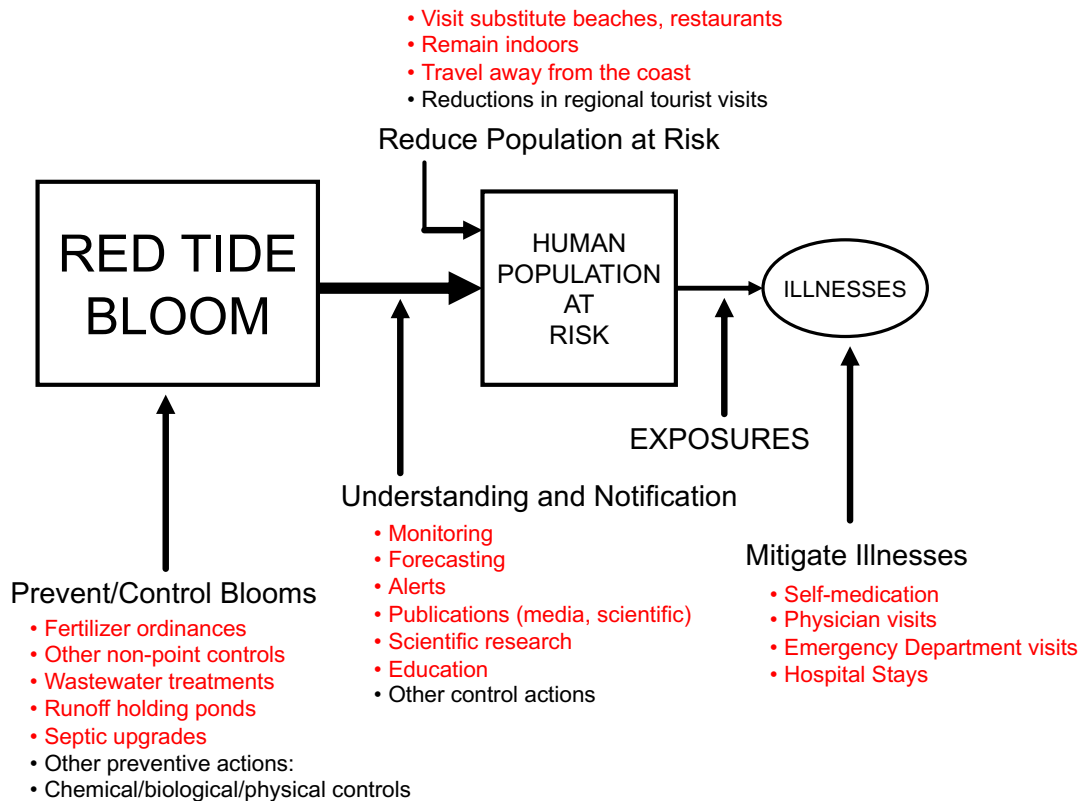 • Visit substitute beaches, restaurants
• Remain indoors
• Travel away from the coast
• Reductions in regional tourist visits
Reduce Population at Risk
RED TIDE
BLOOM
HUMAN
POPULATION
AT
RISK
ILLNESSES
EXPOSURES
Understanding and Notification
• Monitoring
• Forecasting
• Alerts
• Publications (media, scientific)
• Scientific research
• Education
• Other control actions
Mitigate Illnesses
• Self-medication
• Physician visits
• Emergency Department visits
• Hospital Stays
Prevent/Control Blooms
• Fertilizer ordinances
• Other non-point controls
• Wastewater treatments
• Runoff holding ponds
• Septic upgrades
• Other preventive actions:
• Chemical/biological/physical controls